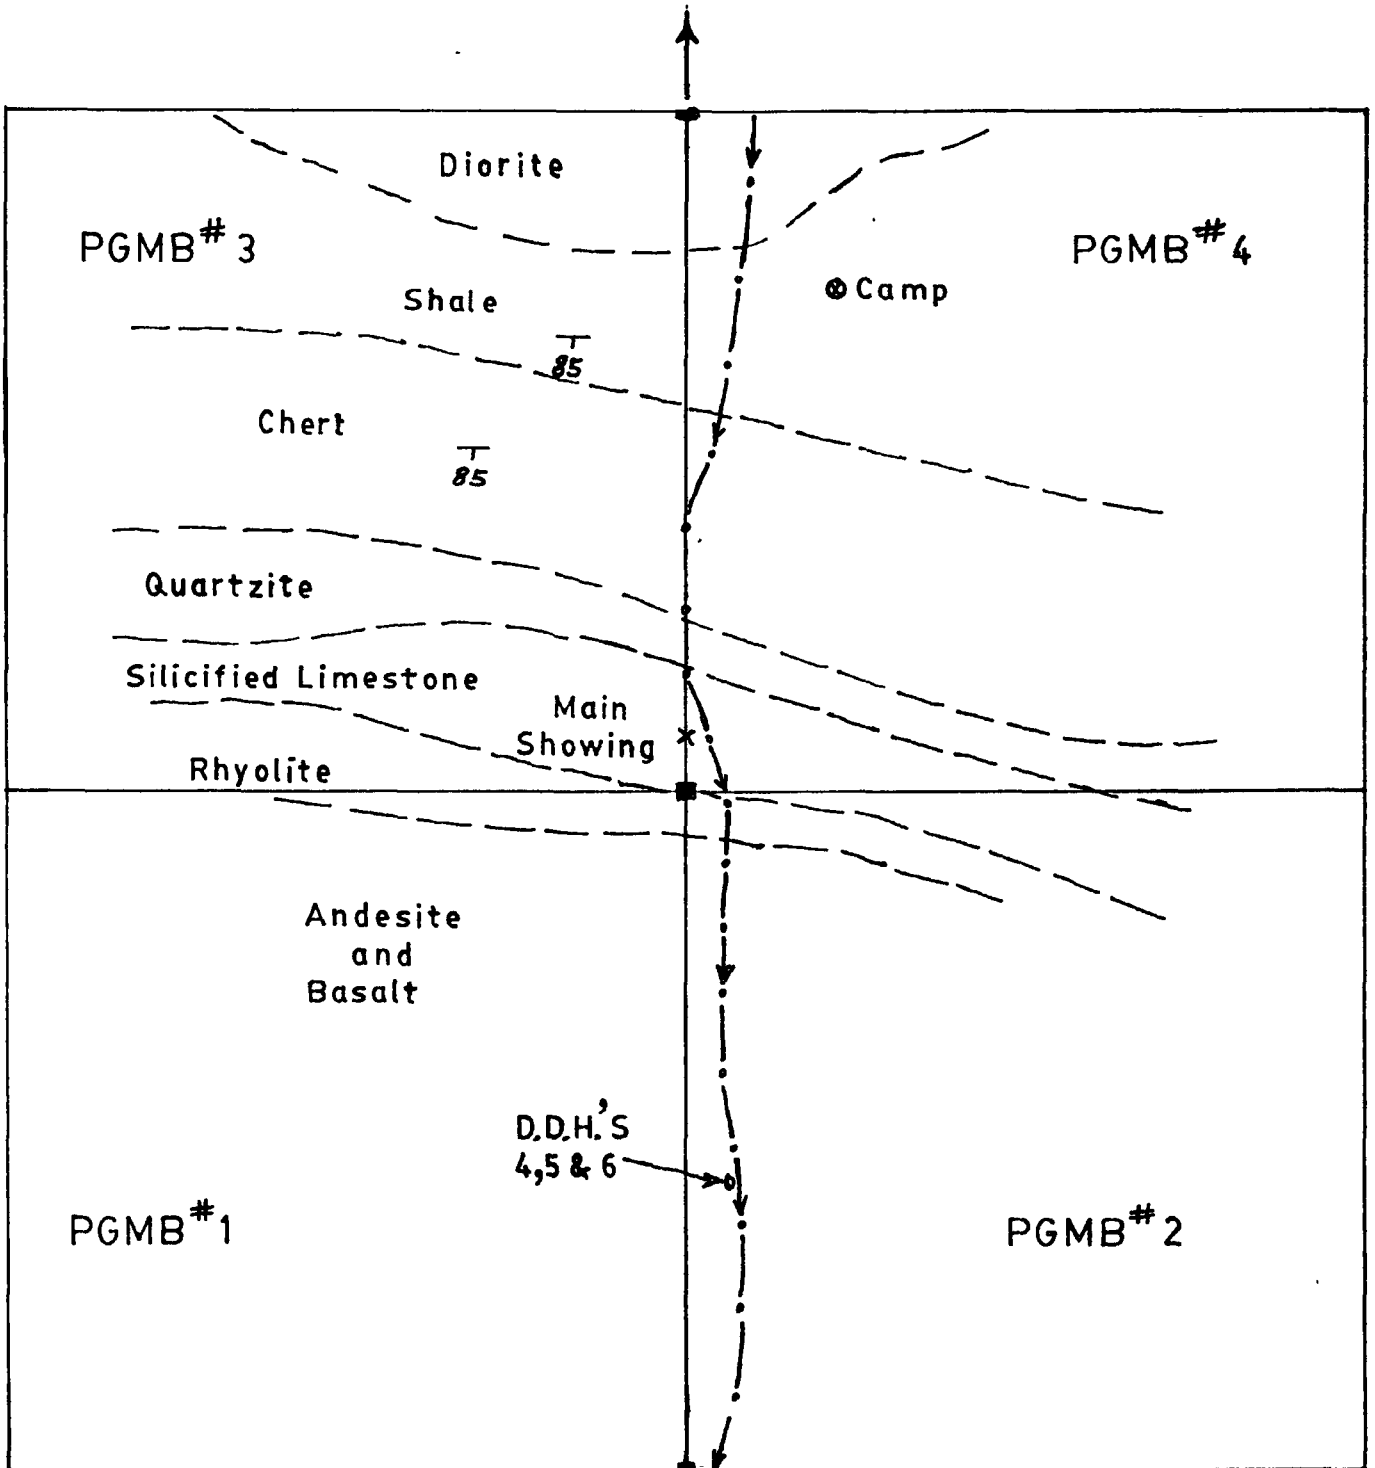 Diorite
PGMB#3
PGMB#4
Camp
Shale
85
Chert
85
Quartzite
Silicified Limestone
Main
Showing
Rhyolite
Andesite
and
Basalt
D.D.H.'S
4,5 & 6
PGMB#1
PGMB#2